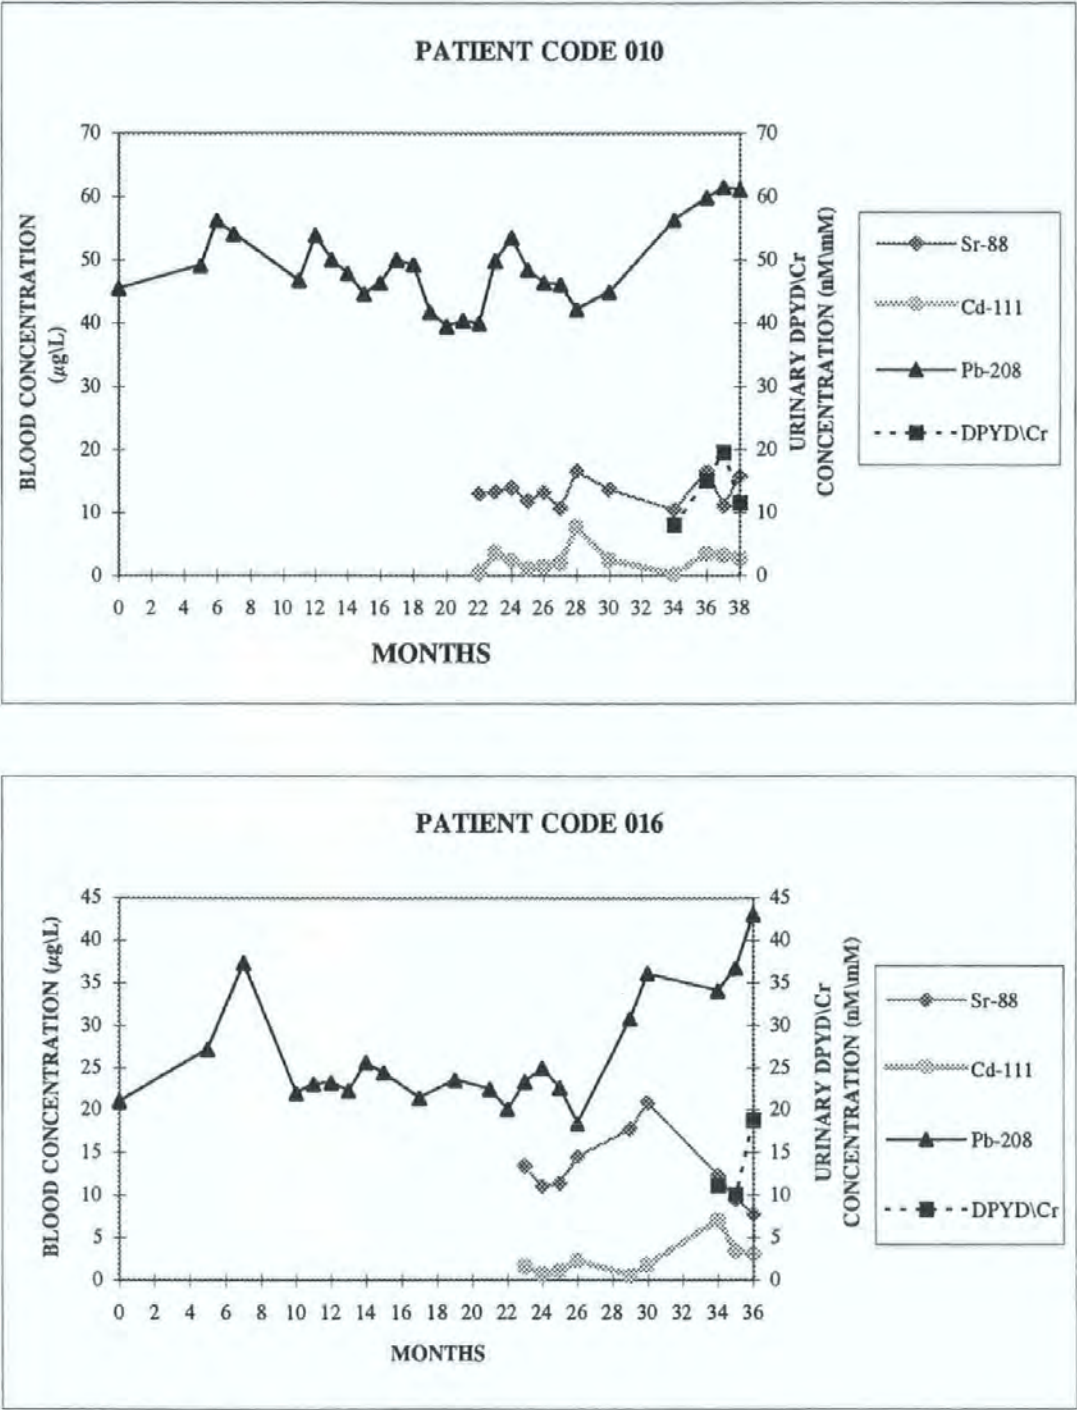 PATIENT CODE 010
BLOOD CONCENTRATION
(µg\L)
70
60
50
40
30
20
10
0
70
60
50
40
30
20
10
0
URINARY DPYD\Cr
CONCENTRATION (nM\mM)
0 2 4 6 8 10 12 14 16 18 20 22 24 26 28 30 32 34 36 38
MONTHS
Sr-88
Cd-111
Pb-208
DPYD\Cr
PATIENT CODE 016
BLOOD CONCENTRATION (µg\L)
45
40
35
30
25
20
15
10
5
0
45
40
35
30
25
20
15
10
5
0
URINARY DPYD\Cr
CONCENTRATION (nM\mM)
0 2 4 6 8 10 12 14 16 18 20 22 24 26 28 30 32 34 36
MONTHS
Sr-88
Cd-111
Pb-208
DPYD\Cr